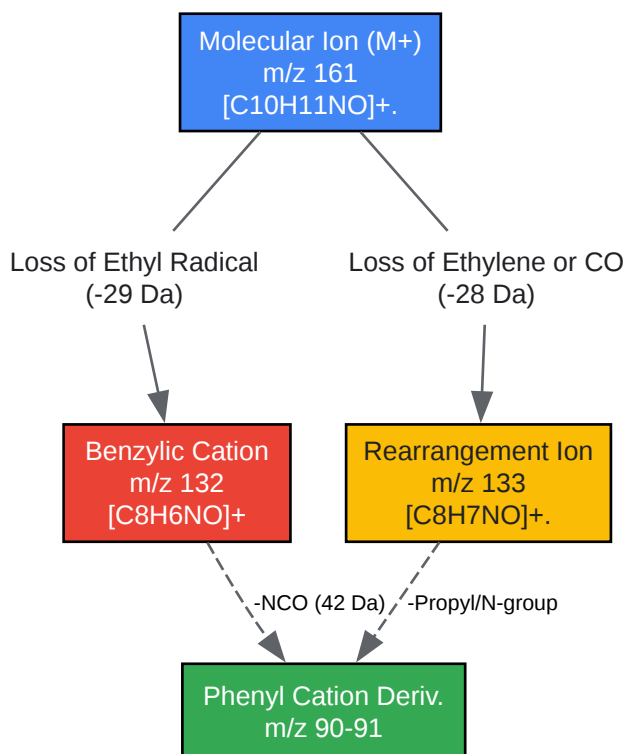 Molecular Ion (M+)
m/z 161
[C10H11NO]+.
Loss of Ethyl Radical
(-29 Da)
Loss of Ethylene or CO
(-28 Da)
Benzylic Cation
m/z 132
[C8H6NO]+
Rearrangement Ion
m/z 133
[C8H7NO]+.
-NCO (42 Da)
-Propyl/N-group
Phenyl Cation Deriv.
m/z 90-91